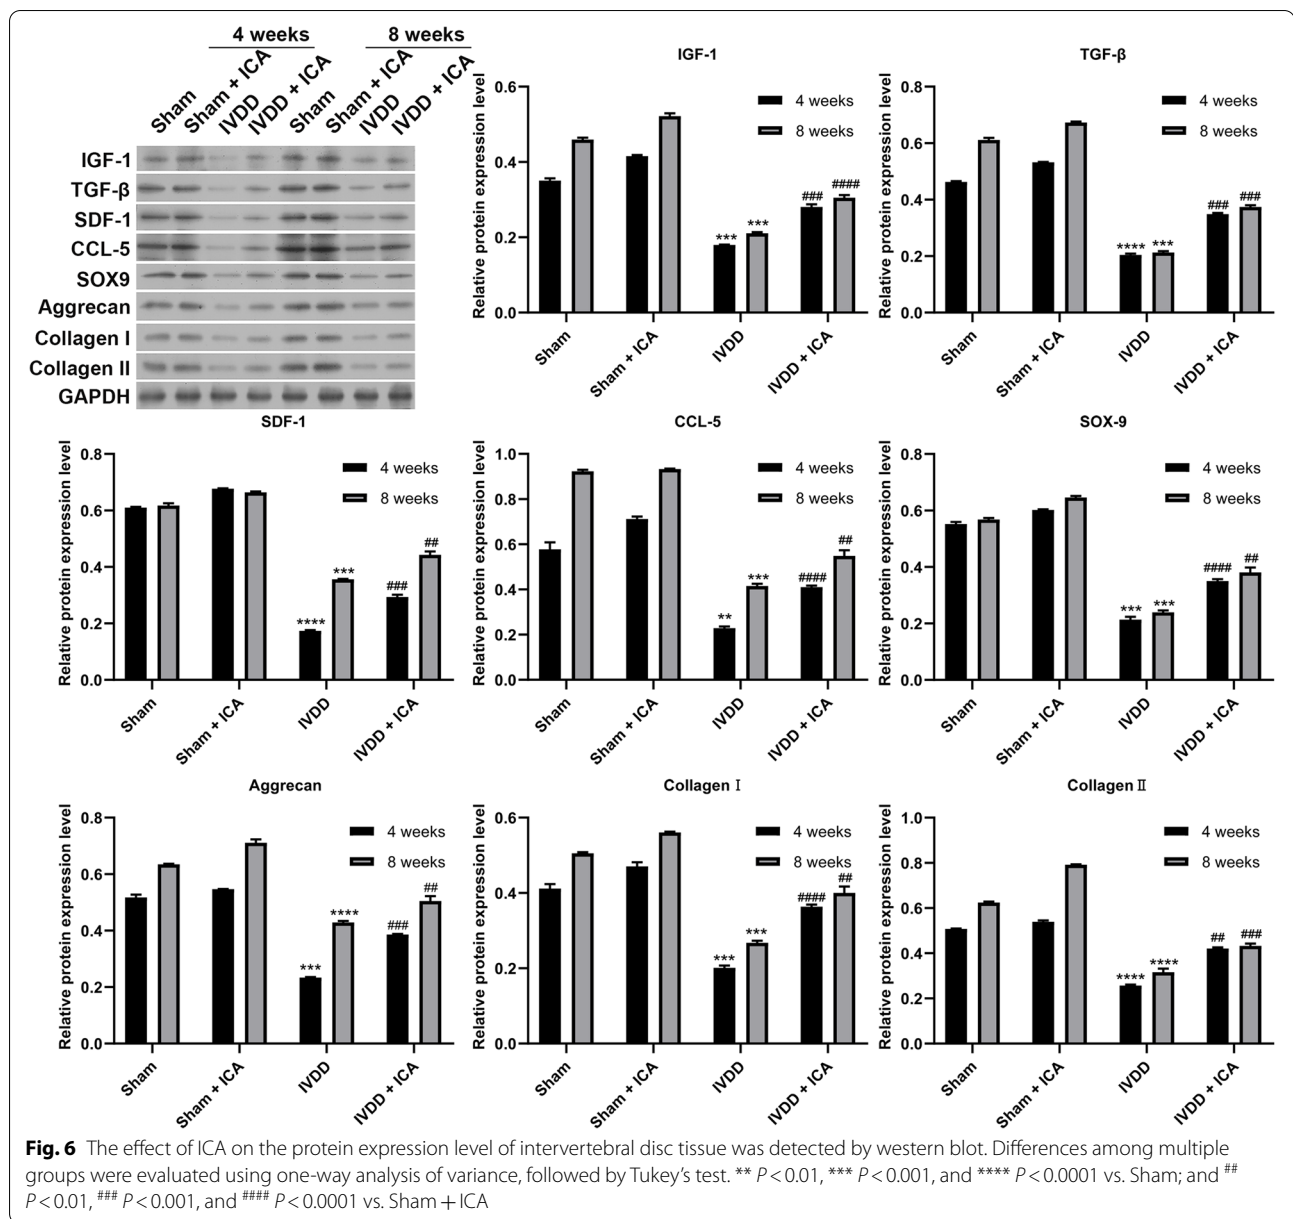 4 weeks 8 weeks
Sham Sham + ICA IVDD IVDD + ICA Sham Sham + ICA IVDD IVDD + ICA
IGF-1
TGF-β
SDF-1
CCL-5
SOX9
Aggrecan
Collagen I
Collagen II
GAPDH
IGF-1
Relative protein expression level
0.6
0.4
0.2
0.0
4 weeks
8 weeks
*** *** ### ####
Sham Sham + ICA IVDD IVDD + ICA
TGF-β
Relative protein expression level
0.8
0.6
0.4
0.2
0.0
4 weeks
8 weeks
**** *** ### ###
Sham Sham + ICA IVDD IVDD + ICA
SDF-1
Relative protein expression level
0.8
0.6
0.4
0.2
0.0
4 weeks
8 weeks
**** *** ### ##
Sham Sham + ICA IVDD IVDD + ICA
CCL-5
Relative protein expression level
1.0
0.8
0.6
0.4
0.2
0.0
4 weeks
8 weeks
** *** #### ##
Sham Sham + ICA IVDD IVDD + ICA
SOX-9
Relative protein expression level
0.8
0.6
0.4
0.2
0.0
4 weeks
8 weeks
*** *** #### ##
Sham Sham + ICA IVDD IVDD + ICA
Aggrecan
Relative protein expression level
0.8
0.6
0.4
0.2
0.0
4 weeks
8 weeks
*** **** ### ##
Sham Sham + ICA IVDD IVDD + ICA
Collagen Ⅰ
Relative protein expression level
0.6
0.4
0.2
0.0
4 weeks
8 weeks
*** *** #### ##
Sham Sham + ICA IVDD IVDD + ICA
Collagen Ⅱ
Relative protein expression level
1.0
0.8
0.6
0.4
0.2
0.0
4 weeks
8 weeks
**** **** ## ###
Sham Sham + ICA IVDD IVDD + ICA
Fig. 6 The effect of ICA on the protein expression level of intervertebral disc tissue was detected by western blot. Differences among multiple
groups were evaluated using one-way analysis of variance, followed by Tukey's test. ** P < 0.01, *** P < 0.001, and **** P < 0.0001 vs. Sham; and ##
P < 0.01, ### P < 0.001, and #### P < 0.0001 vs. Sham + ICA